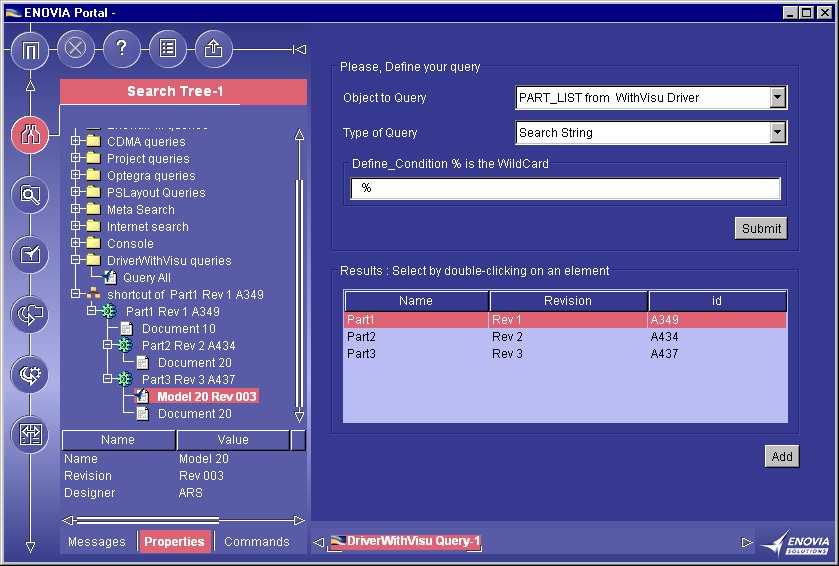 ENOVIA Portal -
?
Search Tree-1
CDMA queries
Project queries
Optegra queries
PSLayout Queries
Meta Search
Internet search
Console
DriverWithVisu queries
Query All
shortcut of Part1 Rev 1 A349
Part1 Rev 1 A349
Document 10
Part2 Rev 2 A434
Document 20
Part3 Rev 3 A437
Model 20 Rev 003
Document 20
Name Value
Name Model 20
Revision Rev 003
Designer ARS
Messages Properties Commands
Please, Define your query
Object to Query PART_LIST from WithVisu Driver
Type of Query Search String
Define_Condition % is the WildCard
%
Submit
Results : Select by double-clicking on an element
Name Revision id
Part1 Rev 1 A349
Part2 Rev 2 A434
Part3 Rev 3 A437
Add
DriverWithVisu Query-1
ENOVIA
SOLUTIONS